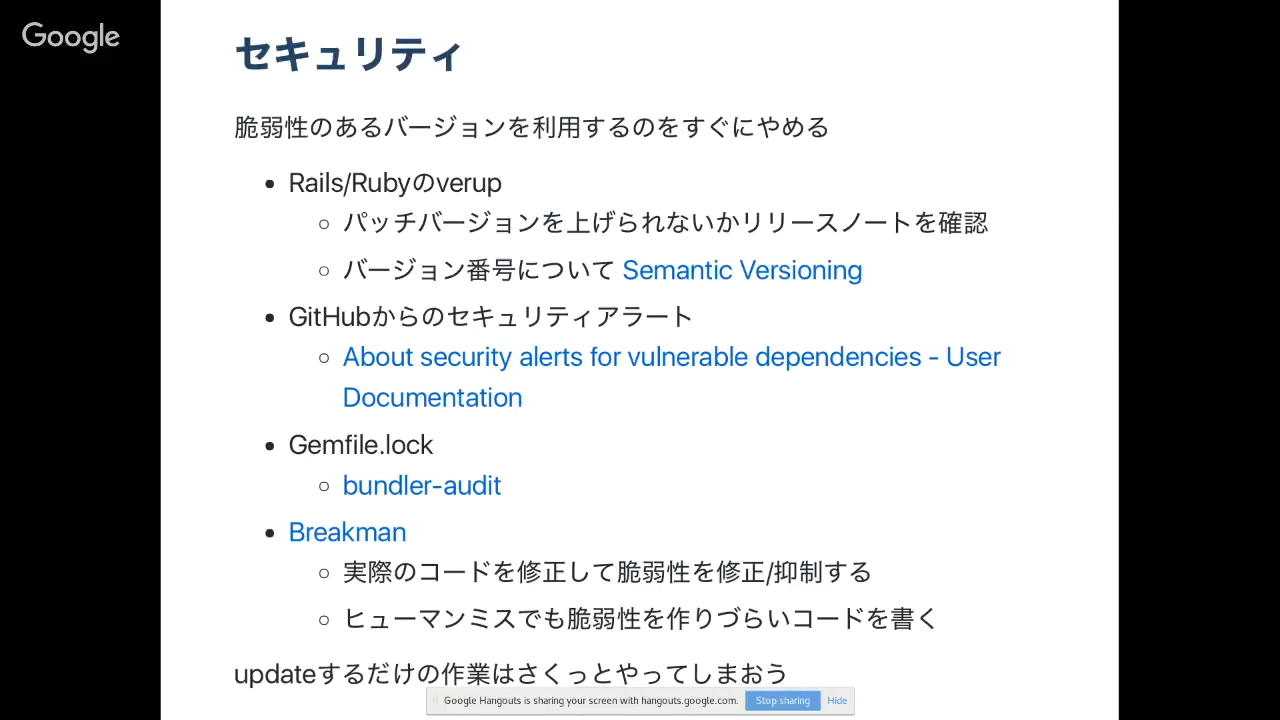 Google
セキュリティ
脆弱性のあるバージョンを利用するのをすぐにやめる
Rails/Rubyのverup
パッチバージョンを上げられないかリリースノートを確認
バージョン番号について Semantic Versioning
GitHubからのセキュリティアラート
About security alerts for vulnerable dependencies - User
Documentation
Gemfile.lock
bundler-audit
Breakman
実際のコードを修正して脆弱性を修正/抑制する
ヒューマンミスでも脆弱性を作りづらいコードを書く
updateするだけの作業はさくっとやってしまおう
Google Hangouts is sharing your screen with hangouts.google.com. Stop sharing Hide